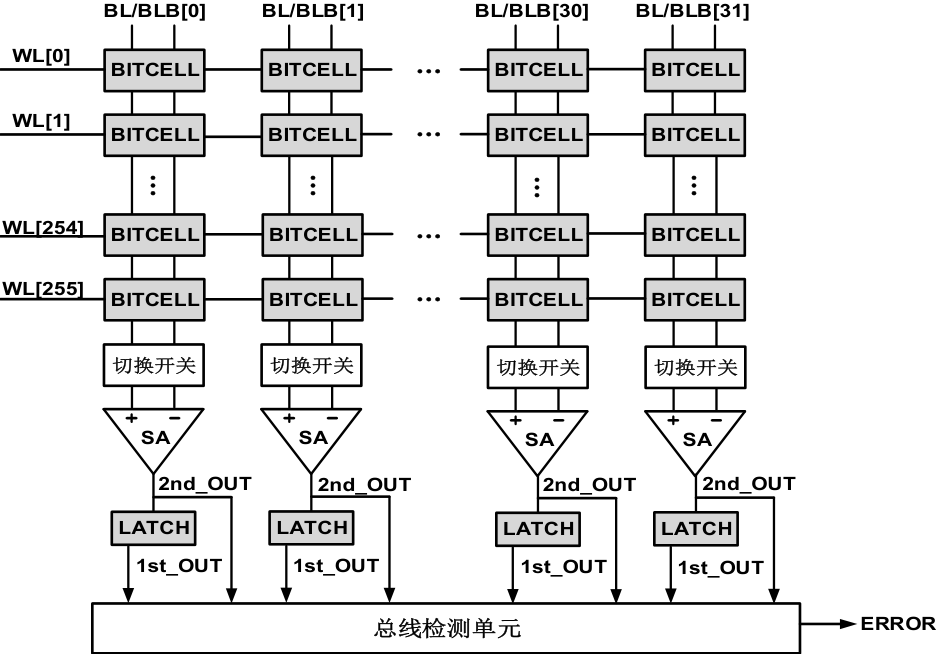 BL/BLB[0] BL/BLB[1] BL/BLB[30] BL/BLB[31]
WL[0]
BITCELL BITCELL ... BITCELL BITCELL
WL[1]
BITCELL BITCELL ... BITCELL BITCELL
... ... ... ...
WL[254]
BITCELL BITCELL ... BITCELL BITCELL
WL[255]
BITCELL BITCELL ... BITCELL BITCELL
切换开关 切换开关 切换开关 切换开关
+ − + − + − + −
SA SA SA SA
2nd_OUT 2nd_OUT 2nd_OUT 2nd_OUT
LATCH LATCH LATCH LATCH
1st_OUT 1st_OUT 1st_OUT 1st_OUT
总线检测单元 ERROR